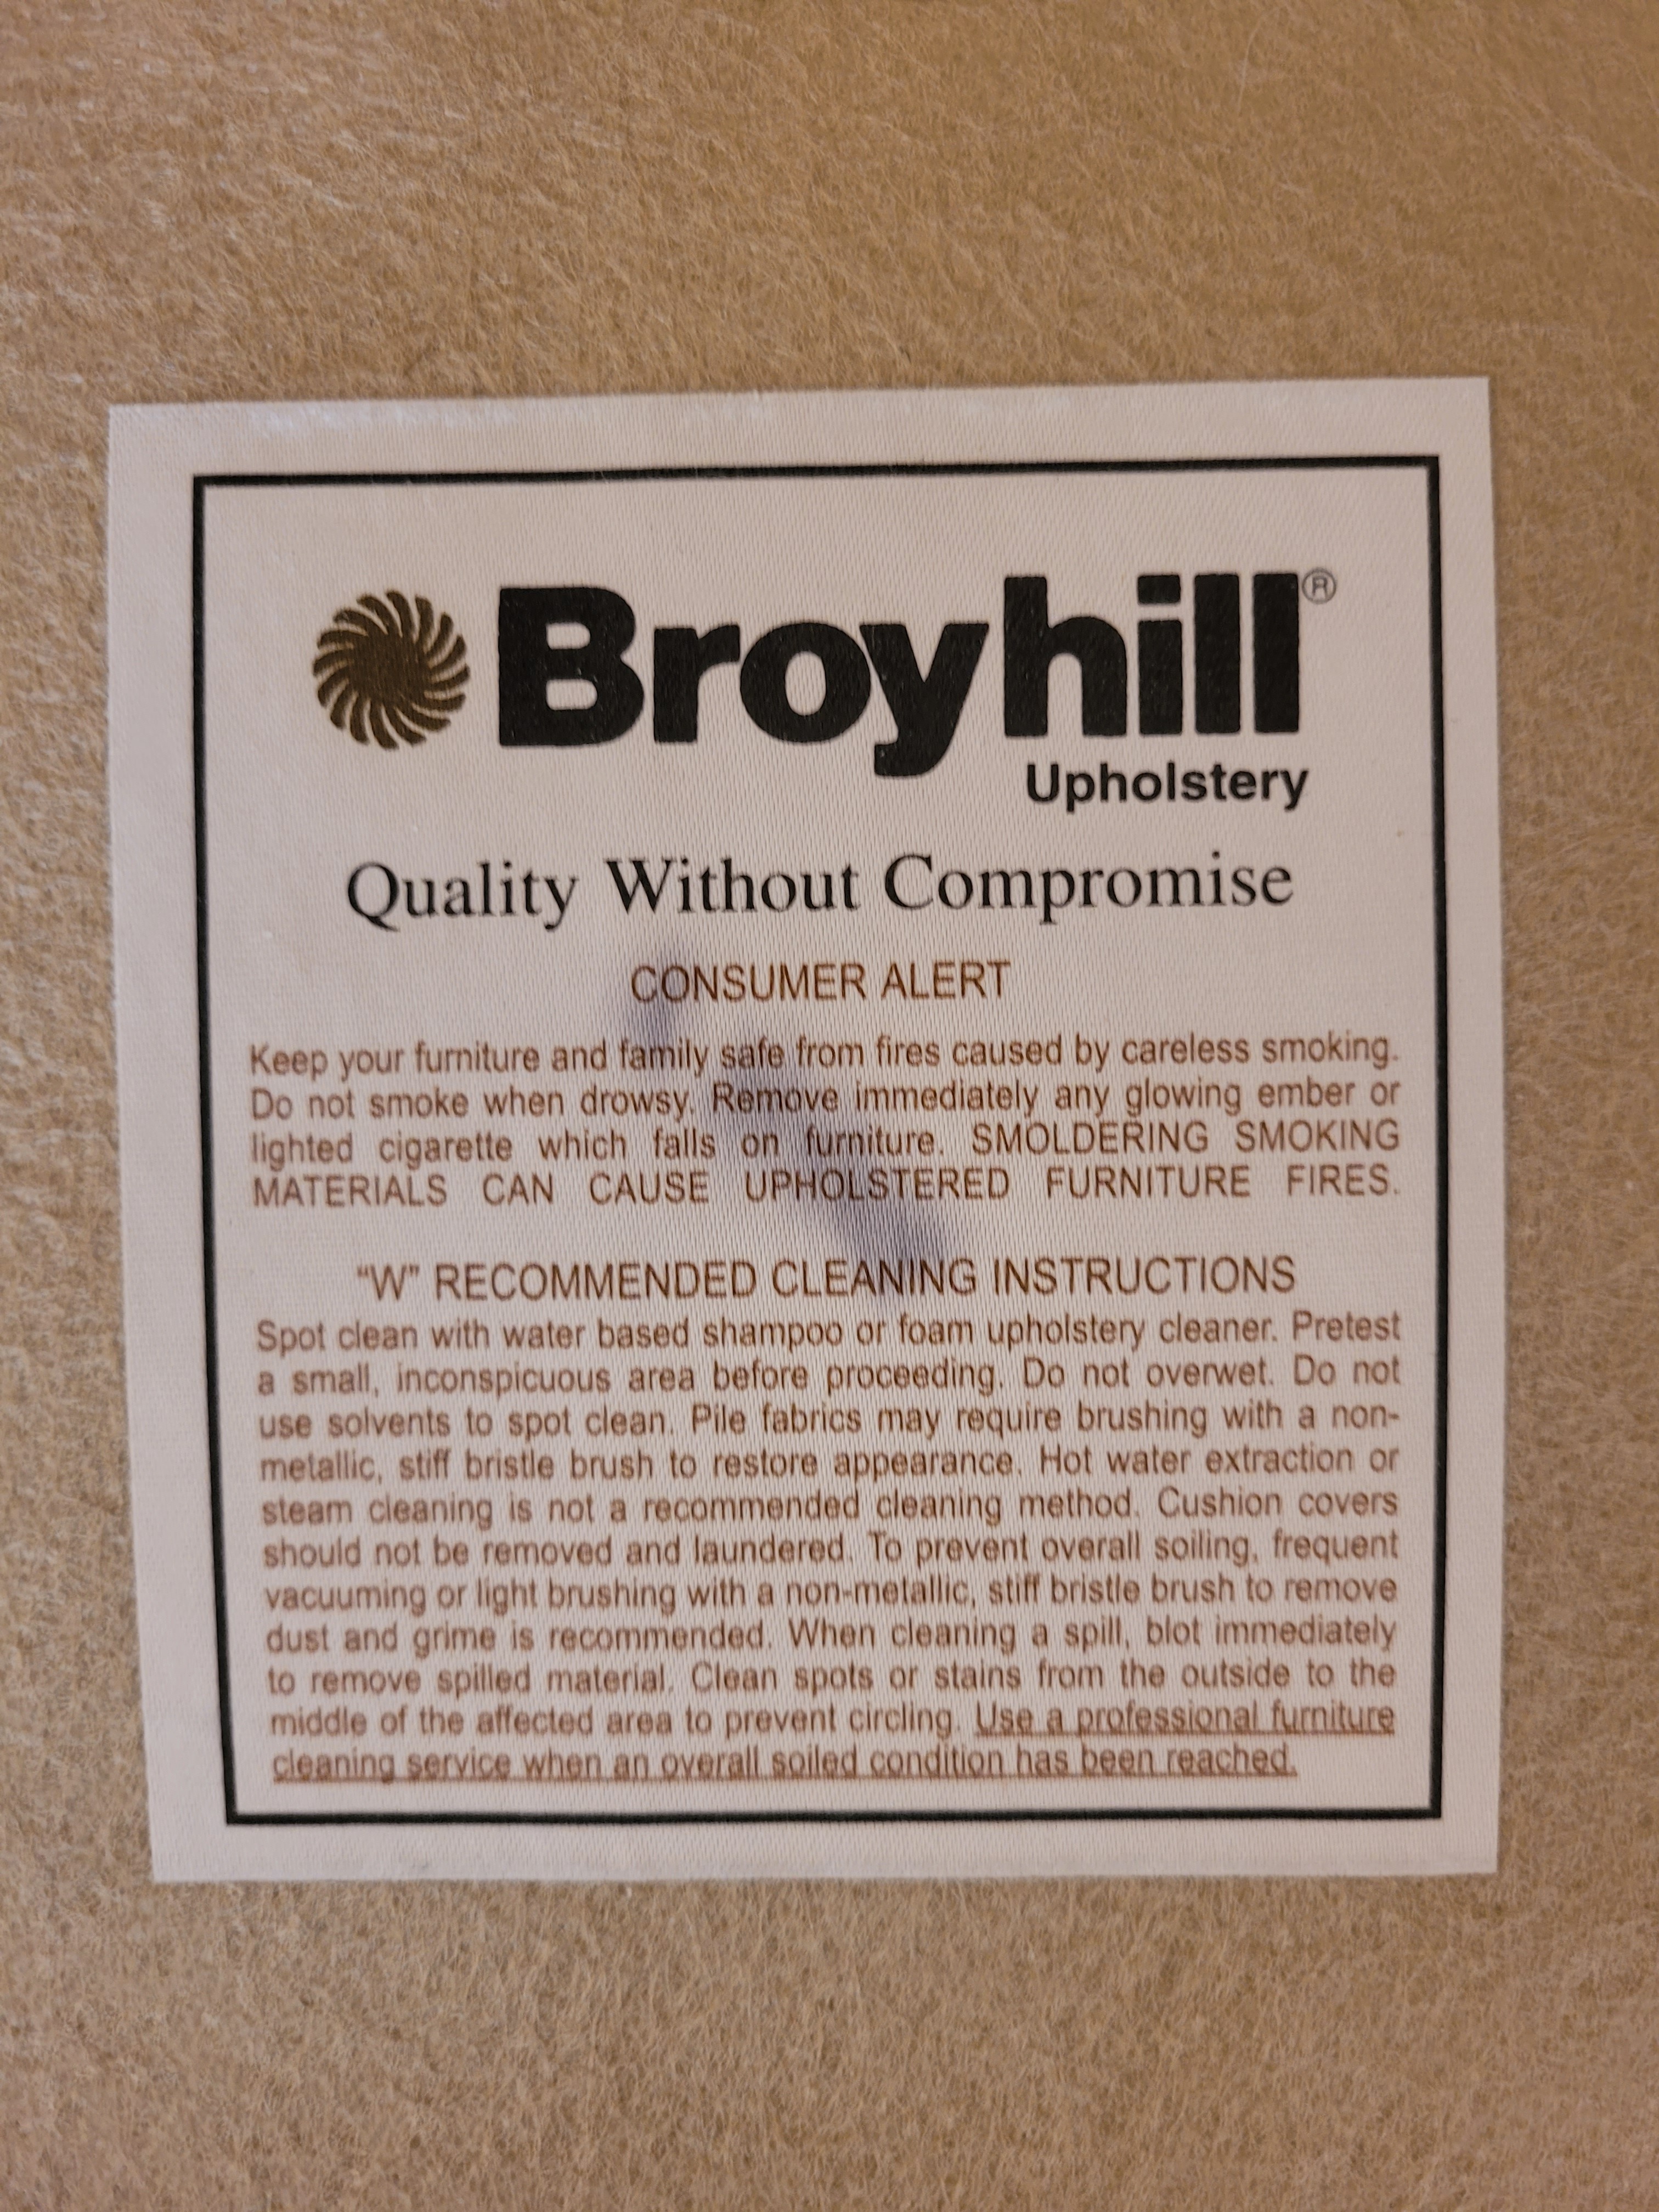 Broyhill®
Upholstery
Quality Without Compromise
CONSUMER ALERT
Keep your furniture and family safe from fires caused by careless smoking.
Do not smoke when drowsy. Remove immediately any glowing ember or
lighted cigarette which falls on furniture. SMOLDERING SMOKING
MATERIALS CAN CAUSE UPHOLSTERED FURNITURE FIRES.
“W” RECOMMENDED CLEANING INSTRUCTIONS
Spot clean with water based shampoo or foam upholstery cleaner. Pretest
a small, inconspicuous area before proceeding. Do not overwet. Do not
use solvents to spot clean. Pile fabrics may require brushing with a non-
metallic, stiff bristle brush to restore appearance. Hot water extraction or
steam cleaning is not a recommended cleaning method. Cushion covers
should not be removed and laundered. To prevent overall soiling, frequent
vacuuming or light brushing with a non-metallic, stiff bristle brush to remove
dust and grime is recommended. When cleaning a spill, blot immediately
to remove spilled material. Clean spots or stains from the outside to the
middle of the affected area to prevent circling. Use a professional furniture
cleaning service when an overall soiled condition has been reached.